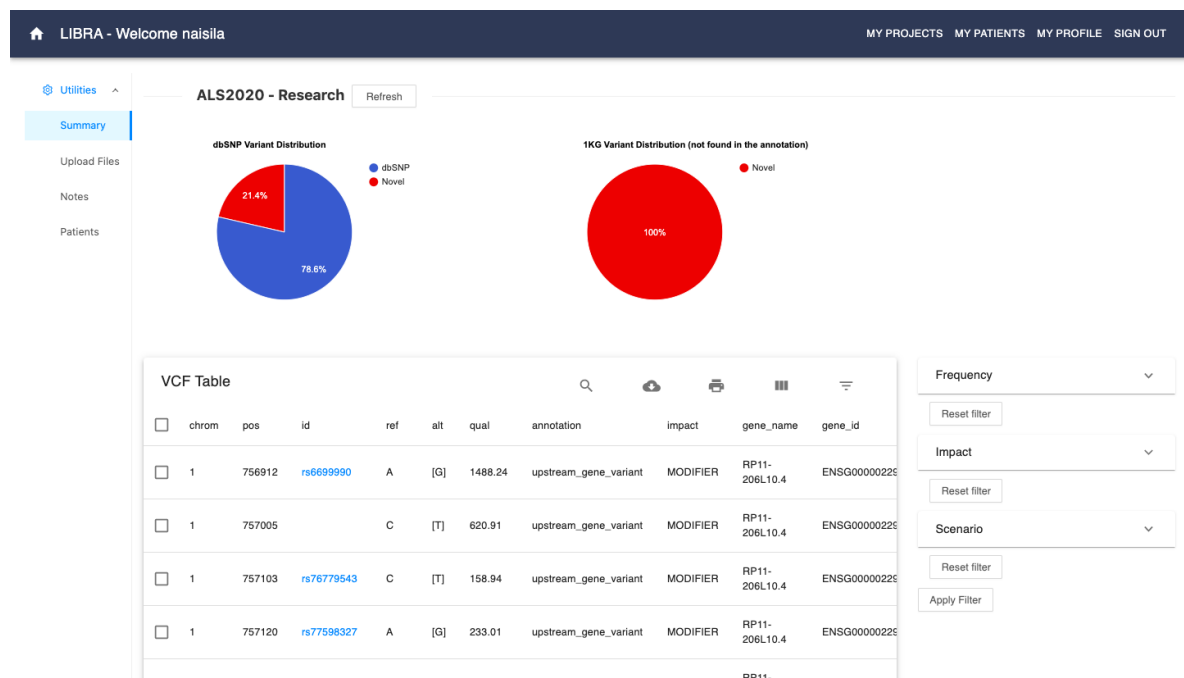 LIBRA - Welcome naisila
MY PROJECTS MY PATIENTS MY PROFILE SIGN OUT
Utilities
Summary
Upload Files
Notes
Patients
ALS2020 - Research
Refresh
dbSNP Variant Distribution
dbSNP
Novel
21.4%
78.6%
1KG Variant Distribution (not found in the annotation)
Novel
100%
VCF Table
chrom pos id ref alt qual annotation impact gene_name gene_id
1 756912 rs6699990 A [G] 1488.24 upstream_gene_variant MODIFIER RP11-
206L10.4 ENSG00000229
1 757005 C [T] 620.91 upstream_gene_variant MODIFIER RP11-
206L10.4 ENSG00000229
1 757103 rs76779543 C [T] 158.94 upstream_gene_variant MODIFIER RP11-
206L10.4 ENSG00000229
1 757120 rs77598327 A [G] 233.01 upstream_gene_variant MODIFIER RP11-
206L10.4 ENSG00000229
RP11-
Frequency
Reset filter
Impact
Reset filter
Scenario
Reset filter
Apply Filter